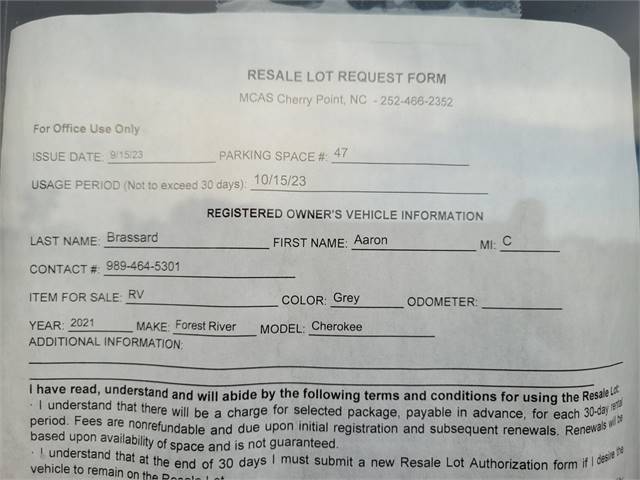 RESALE LOT REQUEST FORM
MCAS Cherry Point, NC - 252-466-2352
For Office Use Only
ISSUE DATE: 9/15/23 PARKING SPACE #: 47
USAGE PERIOD (Not to exceed 30 days): 10/15/23
REGISTERED OWNER'S VEHICLE INFORMATION
LAST NAME: Brassard FIRST NAME: Aaron MI: C
CONTACT #: 989-464-5301
ITEM FOR SALE: RV COLOR: Grey ODOMETER:
YEAR: 2021 MAKE: Forest River MODEL: Cherokee
ADDITIONAL INFORMATION:
I have read, understand and will abide by the following terms and conditions for using the Resale Lot:
· I understand that there will be a charge for selected package, payable in advance, for each 30-day rental
period. Fees are nonrefundable and due upon initial registration and subsequent renewals. Renewals will be
based upon availability of space and is not guaranteed.
· I understand that at the end of 30 days I must submit a new Resale Lot Authorization form if I desire the
vehicle to remain on the Resale Lot